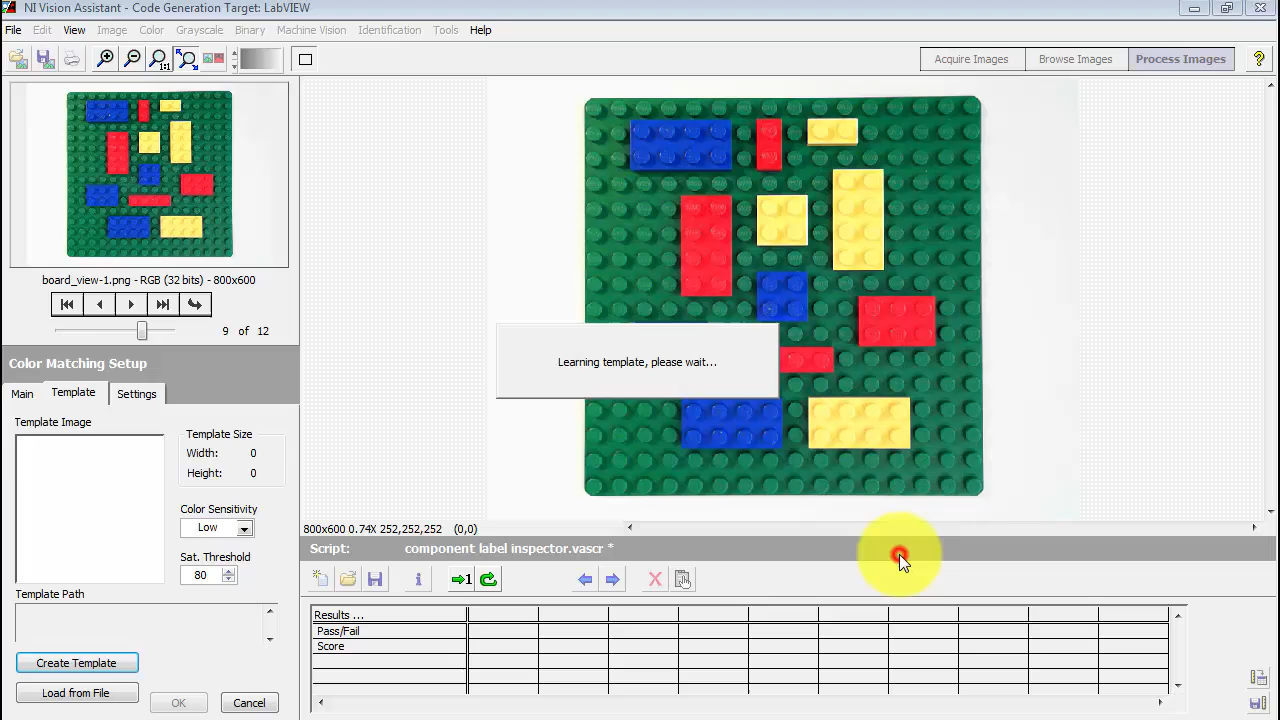 NI Vision Assistant - Code Generation Target: LabVIEW
File Edit View Image Color Grayscale Binary Machine Vision Identification Tools Help
1:1
Acquire Images Browse Images Process Images ?
board_view-1.png - RGB (32 bits) - 800x600
9 of 12
Color Matching Setup
Main Template Settings
Template Image
Template Size
Width: 0
Height: 0
Color Sensitivity
Low
Sat. Threshold
80
Template Path
Create Template
Load from File
OK Cancel
Learning template, please wait...
800x600 0.74X 252,252,252 (0,0)
Script: component label inspector.vascr *
1
Results ...
Pass/Fail
Score